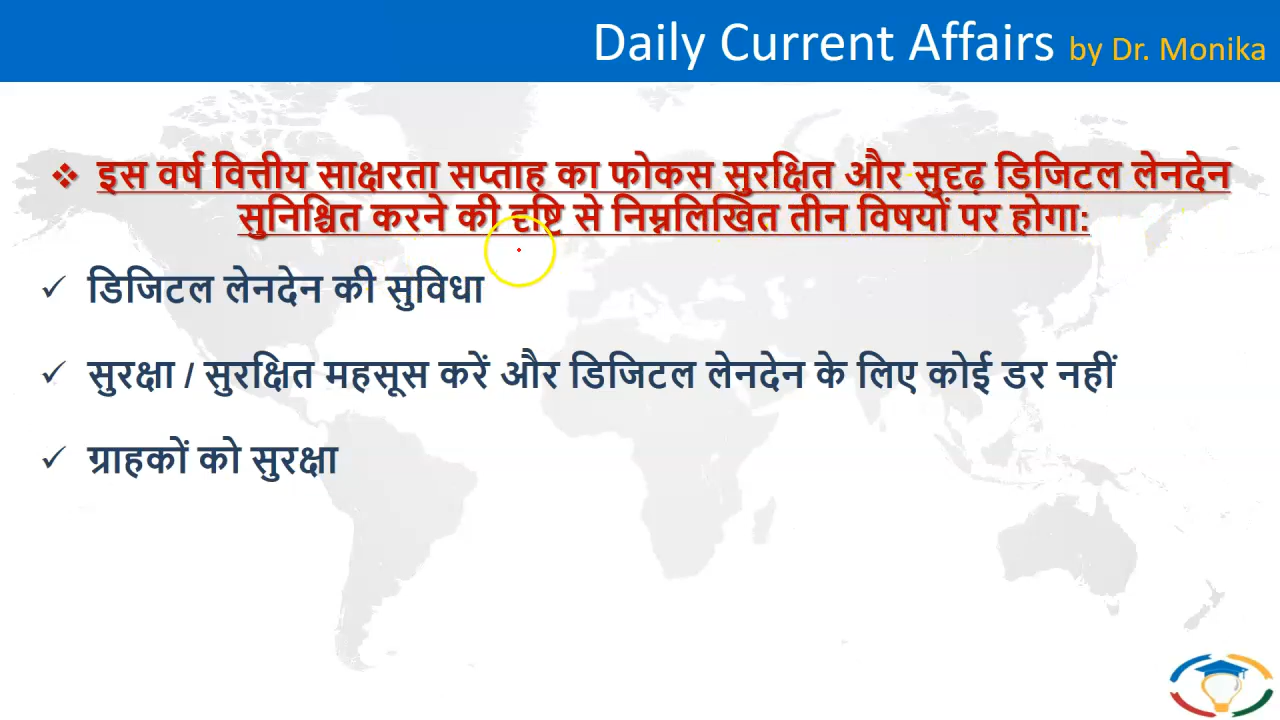 Daily Current Affairs by Dr. Monika
❖ इस वर्ष वित्तीय साक्षरता सप्ताह का फोकस सुरक्षित और सुदृढ़ डिजिटल लेनदेन
सुनिश्चित करने की दृष्टि से निम्नलिखित तीन विषयों पर होगा:
✓ डिजिटल लेनदेन की सुविधा
✓ सुरक्षा / सुरक्षित महसूस करें और डिजिटल लेनदेन के लिए कोई डर नहीं
✓ ग्राहकों को सुरक्षा